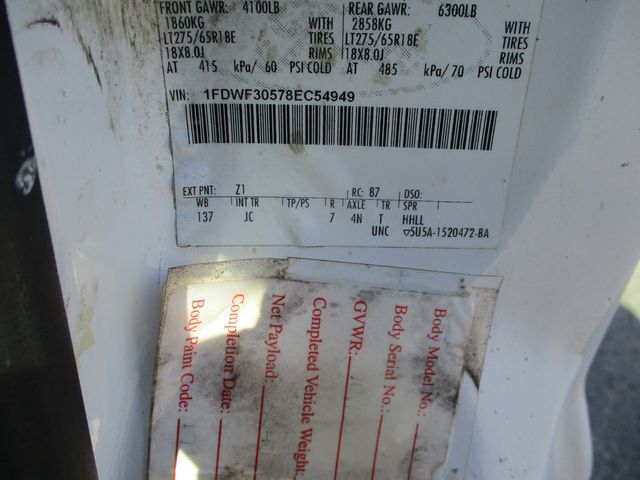 FRONT GAWR: 4100LB REAR GAWR: 6300LB
1860KG WITH 2858KG WITH
LT275/65R18E TIRES LT275/65R18E TIRES
18X8.0J RIMS 18X8.0J RIMS
AT 415 kPa/ 60 PSI COLD AT 485 kPa/ 70 PSI COLD
VIN: 1FDWF30578EC54949
EXT PNT: Z1 RC: 87 DSO:
WB INT TR TP/PS R AXLE TR SPR
137 JC 7 4N T HHLL
UNC ▽5U5A-1520472-BA
Body Model No.:
Body Serial No.:
GVWR:
Completed Vehicle Weight:
Net Payload:
Completion Date:
Body Paint Code: